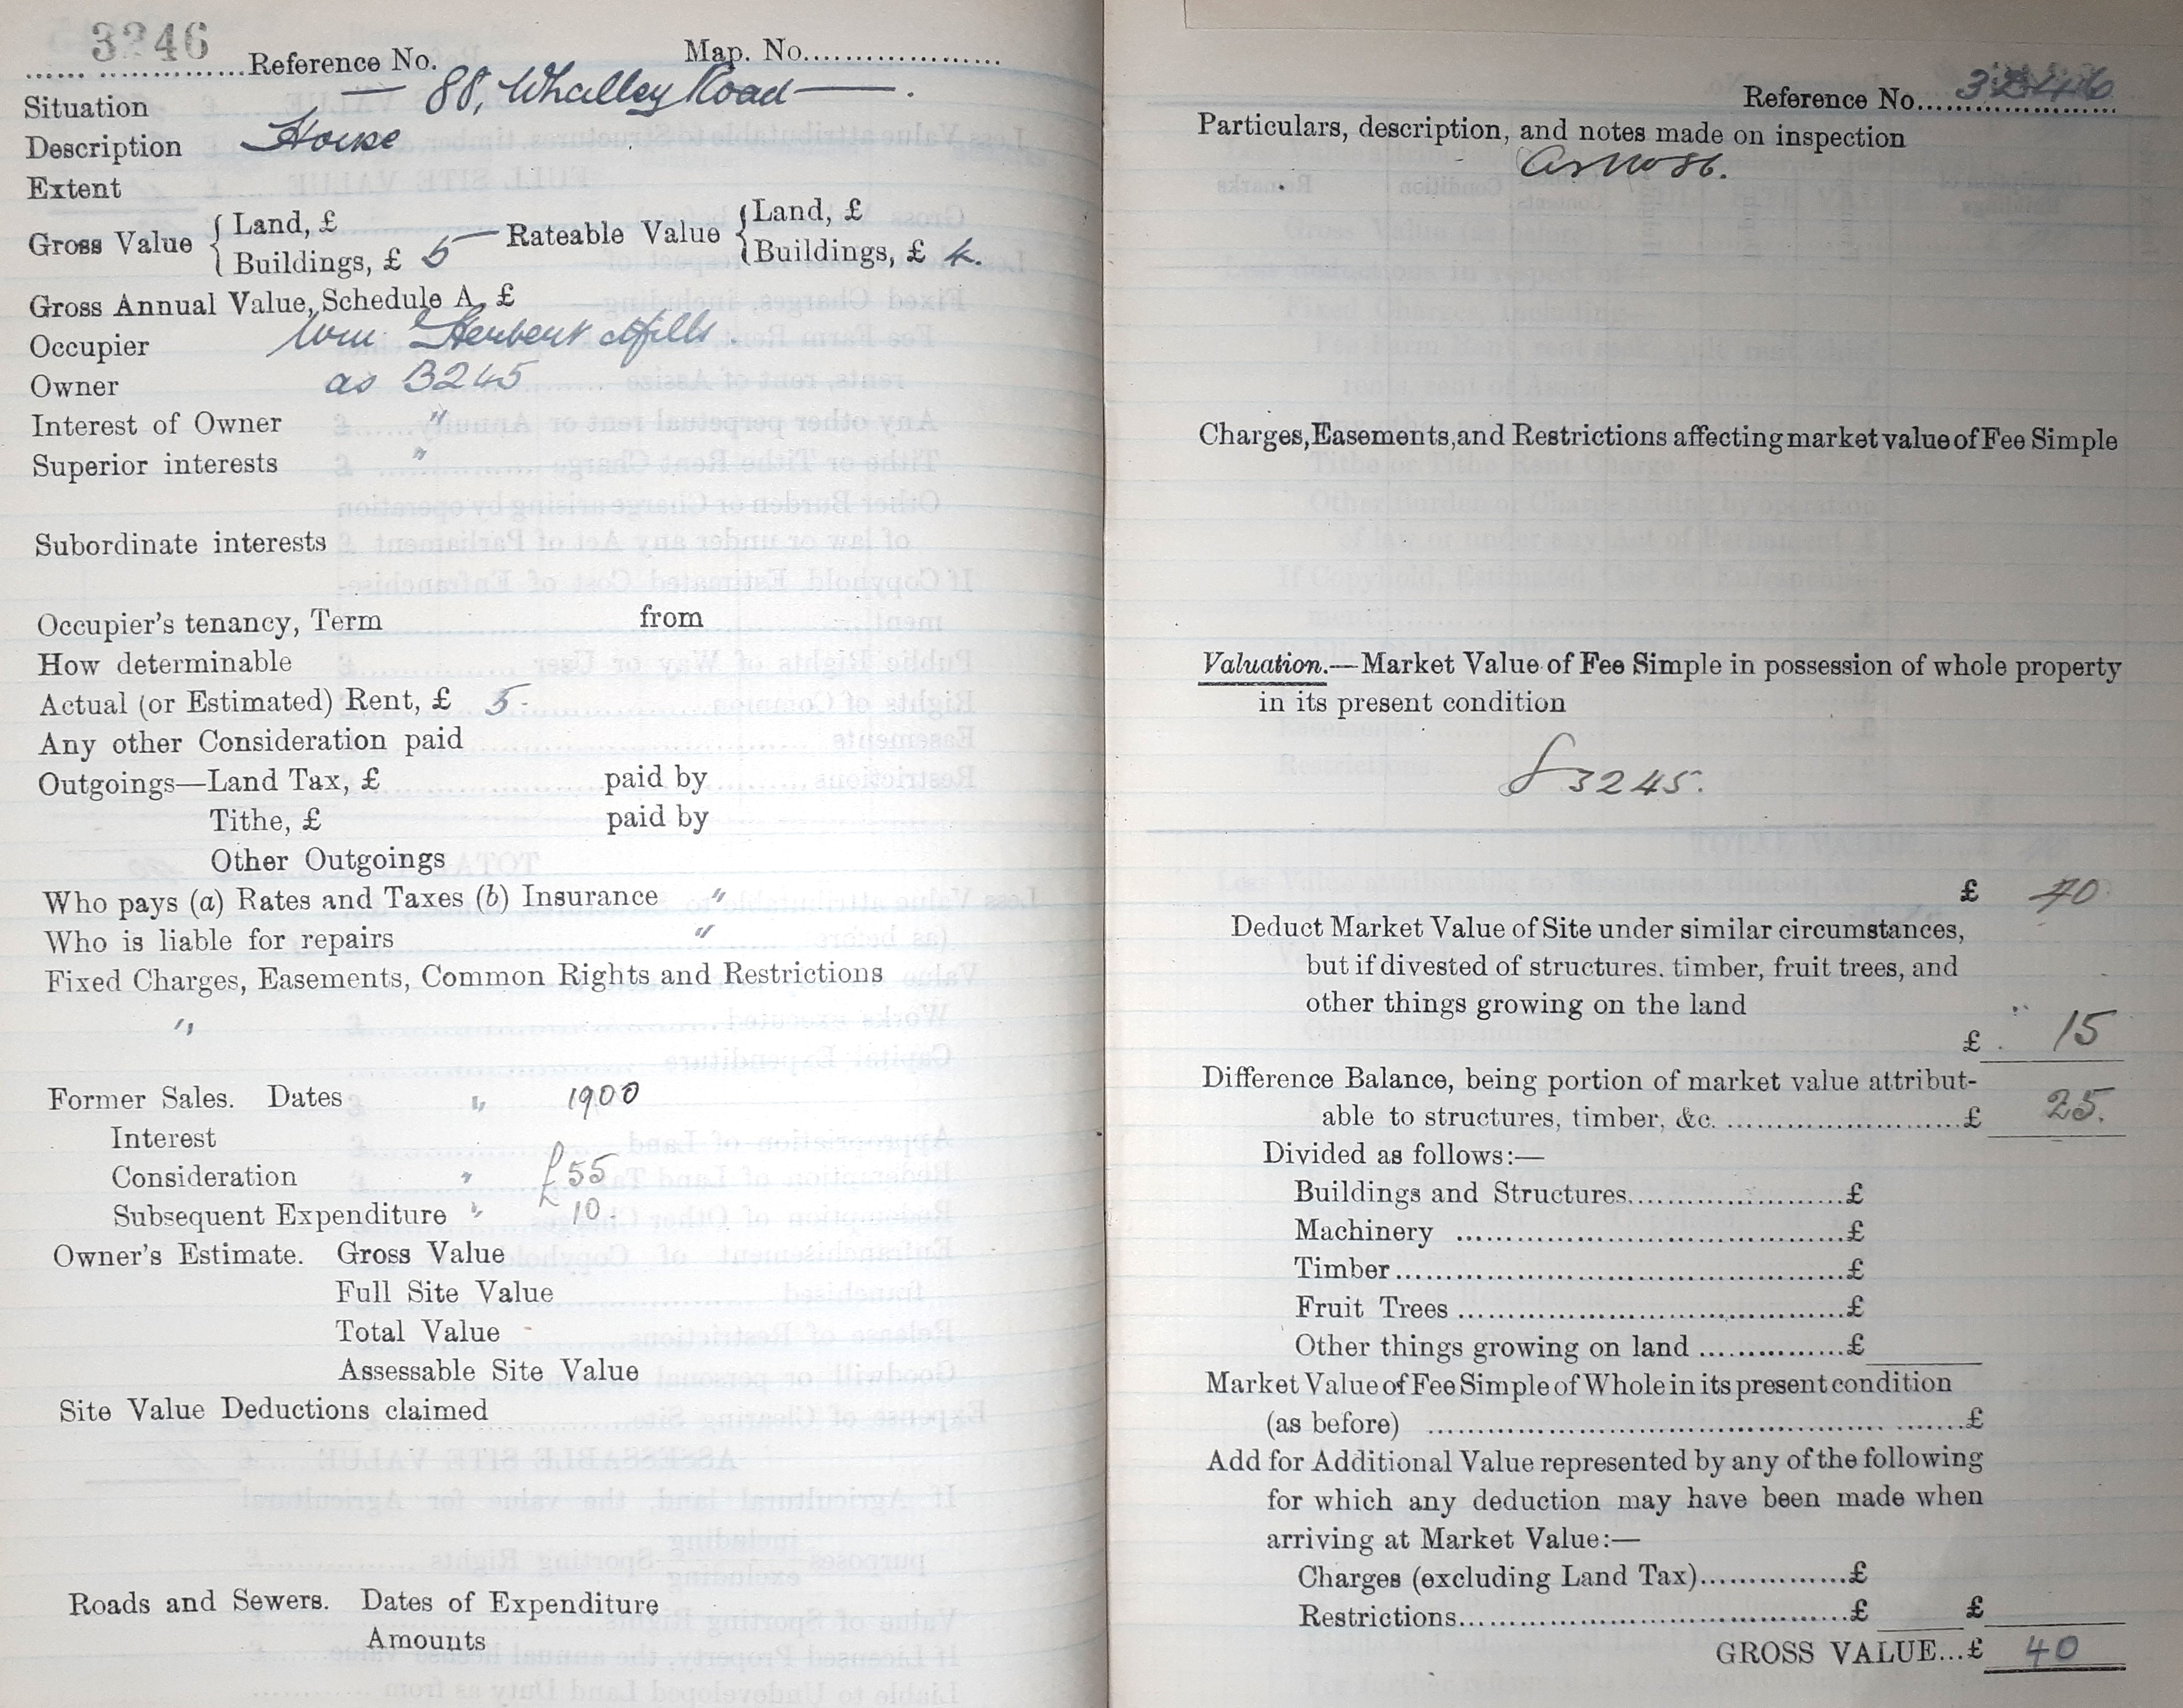 3246
Reference No. Map. No.
Situation — 88, Whalley Road — .
Description House
Extent
Gross Value { Land, £ Rateable Value { Land, £
Buildings, £ 5 — Buildings, £ 4.
Gross Annual Value, Schedule A, £
Occupier Wm Herbert Mills.
Owner as 3245
Interest of Owner "
Superior interests "
Subordinate interests
Occupier's tenancy, Term from
How determinable
Actual (or Estimated) Rent, £ 5-
Any other Consideration paid
Outgoings—Land Tax, £ paid by
Tithe, £ paid by
Other Outgoings
Who pays (a) Rates and Taxes (b) Insurance "
Who is liable for repairs "
Fixed Charges, Easements, Common Rights and Restrictions
"
Former Sales. Dates " 1900
Interest
Consideration " £55
Subsequent Expenditure " 10-
Owner's Estimate. Gross Value
Full Site Value
Total Value
Assessable Site Value
Site Value Deductions claimed
Roads and Sewers. Dates of Expenditure
Amounts
Reference No. 3246
Particulars, description, and notes made on inspection
as No 86.
Charges, Easements, and Restrictions affecting market value of Fee Simple
Valuation.—Market Value of Fee Simple in possession of whole property
in its present condition
3245.
£ 40
Deduct Market Value of Site under similar circumstances,
but if divested of structures. timber, fruit trees, and
other things growing on the land
£ 15
Difference Balance, being portion of market value attribut-
able to structures, timber, &c. £ 25.
Divided as follows:—
Buildings and Structures £
Machinery £
Timber £
Fruit Trees £
Other things growing on land £
Market Value of Fee Simple of Whole in its present condition
(as before) £
Add for Additional Value represented by any of the following
for which any deduction may have been made when
arriving at Market Value:—
Charges (excluding Land Tax) £
Restrictions £ £
GROSS VALUE...£ 40